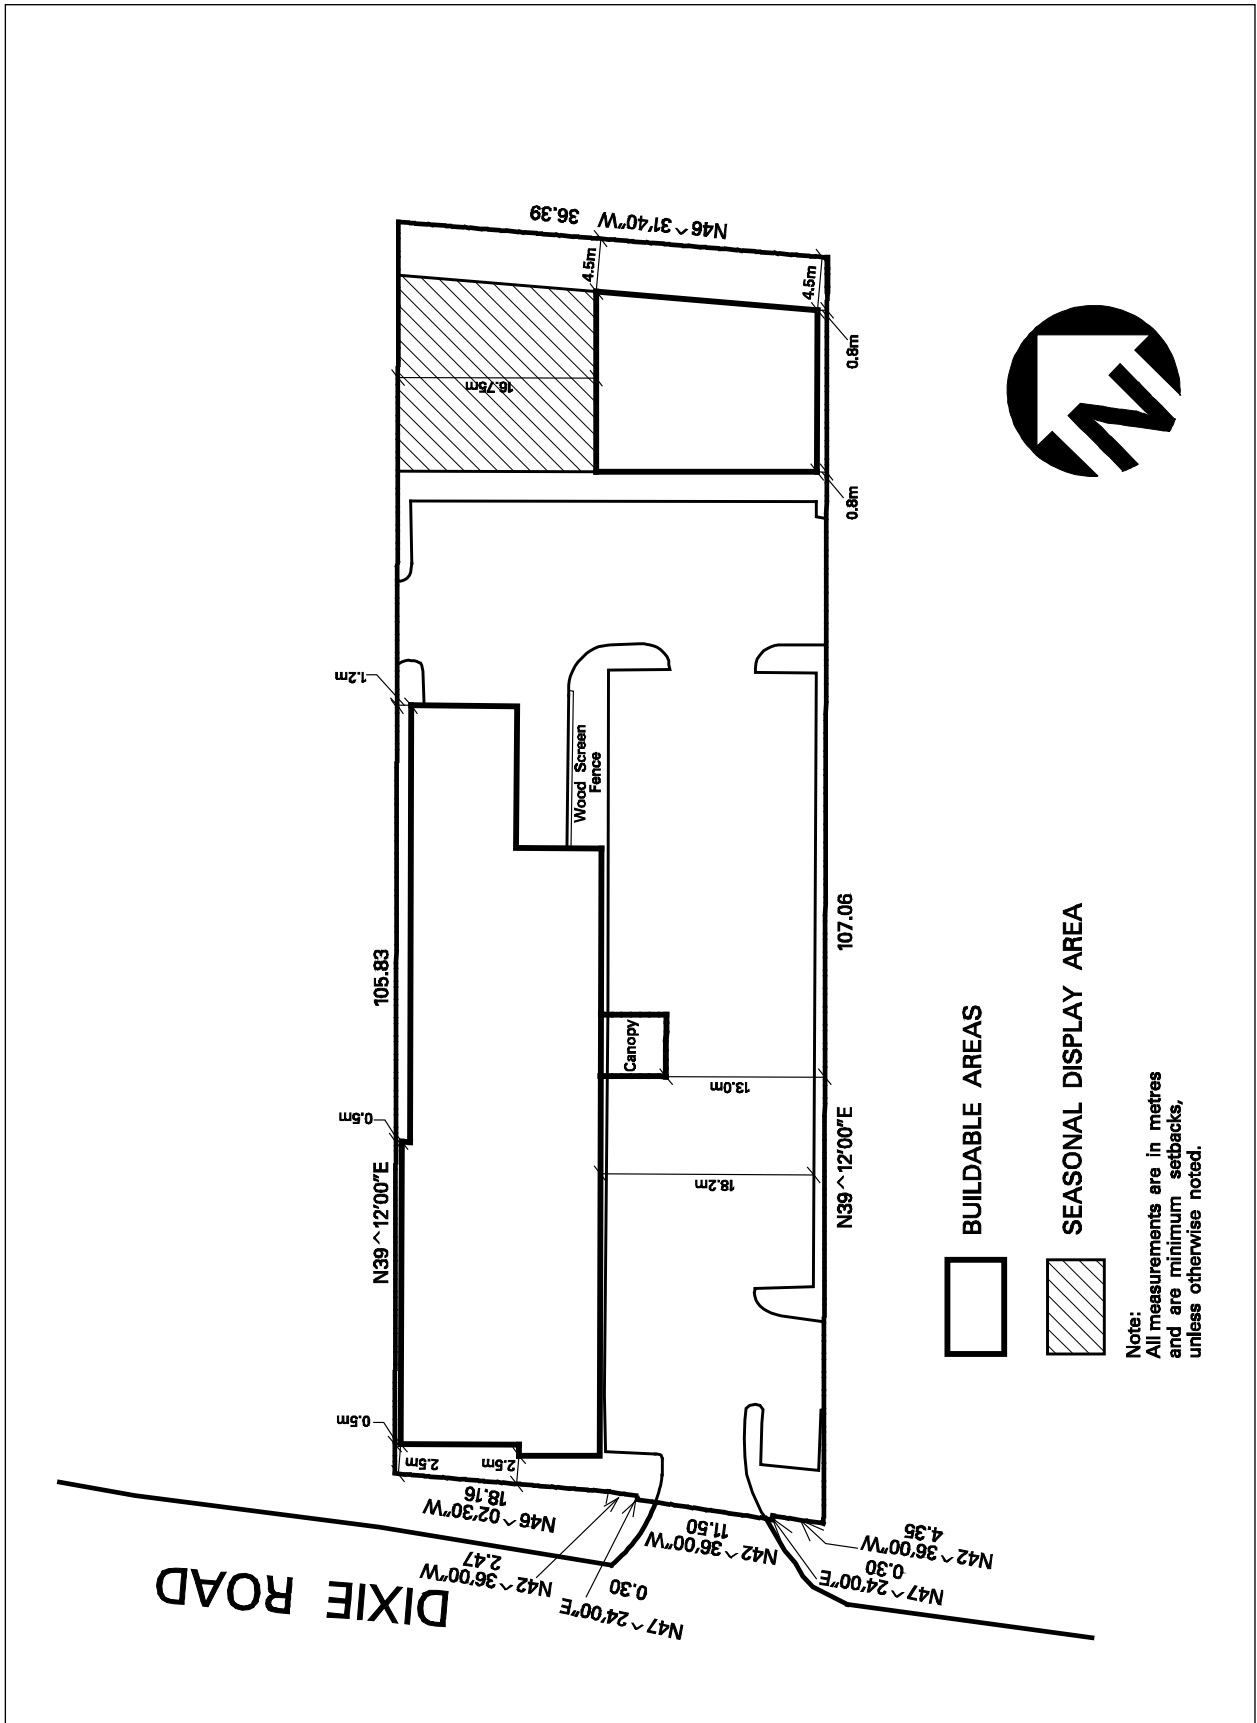 N46^31'40"W 36.39
4.5m
4.5m
16.75m
0.8m
0.8m
N
1.2m
Wood Screen
Fence
105.83
107.06
Canopy
13.0m
0.5m
N39^12'00"E
18.2m
N39^12'00"E
0.5m
2.5m
2.5m
N46^02'30"W
18.16
N42^36'00"W
2.47
N47^24'00"E
0.30
N42^36'00"W
11.50
N42^36'00"W
4.35
N47^24'00"E
0.30
DIXIE ROAD
BUILDABLE AREAS
SEASONAL DISPLAY AREA
Note:
All measurements are in metres
and are minimum setbacks,
unless otherwise noted.